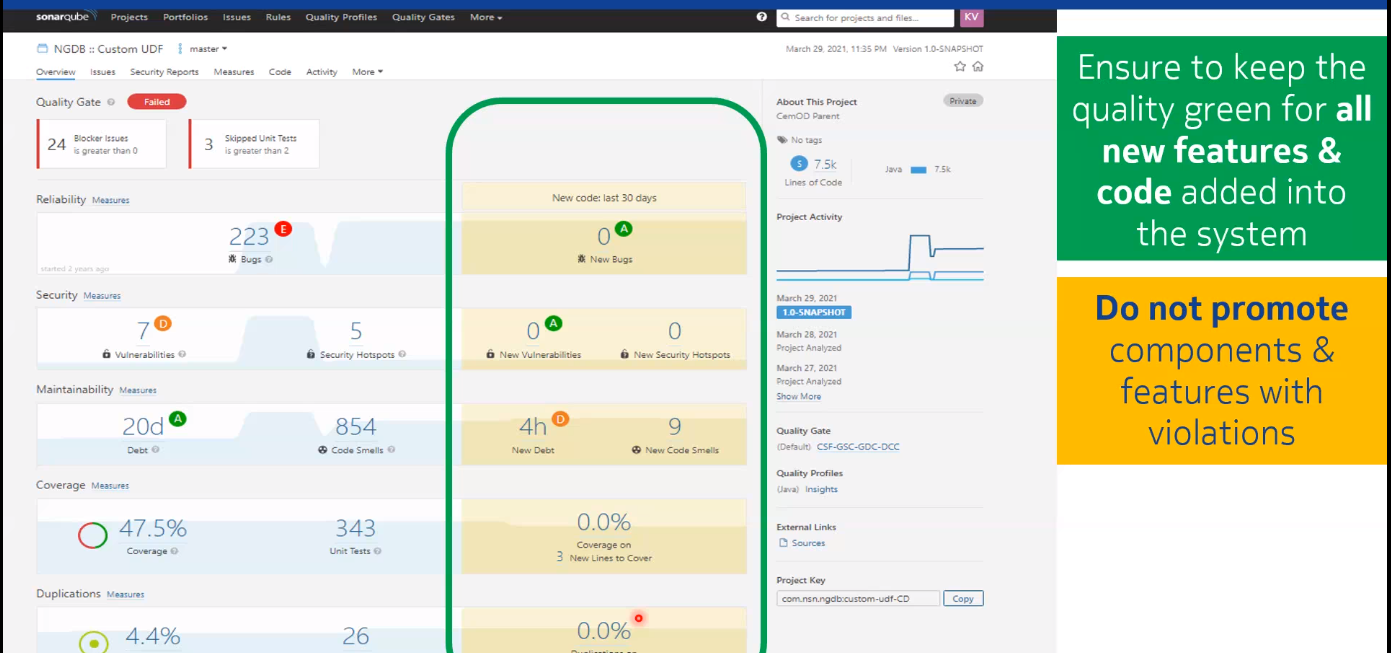 sonarqube Projects Portfolios Issues Rules Quality Profiles Quality Gates More Search for projects and files... KV
NGDB :: Custom UDF master
March 29, 2021, 11:35 PM Version 1.0-SNAPSHOT
Overview Issues Security Reports Measures Code Activity More
Quality Gate Failed
24 Blocker Issues
is greater than 0
3 Skipped Unit Tests
is greater than 2
Reliability Measures
New code: last 30 days
223 E
Bugs
started 2 years ago
0 A
New Bugs
Security Measures
7 D
Vulnerabilities
5
Security Hotspots
0 A
New Vulnerabilities
0
New Security Hotspots
Maintainability Measures
20d A
Debt
854
Code Smells
4h D
New Debt
9
New Code Smells
Coverage Measures
47.5%
Coverage
343
Unit Tests
0.0%
Coverage on
3 New Lines to Cover
Duplications Measures
4.4%
26
0.0%
Duplications on
About This Project Private
CemOD Parent
No tags
S 7.5k
Lines of Code
Java 7.5k
Project Activity
March 29, 2021
1.0-SNAPSHOT
March 28, 2021
Project Analyzed
March 27, 2021
Project Analyzed
Show More
Quality Gate
(Default) CSF-GSC-GDC-DCC
Quality Profiles
(Java) Insights
External Links
Sources
Project Key
com.nsn.ngdb:custom-udf-CD Copy
Ensure to keep the
quality green for all
new features &
code added into
the system
Do not promote
components &
features with
violations